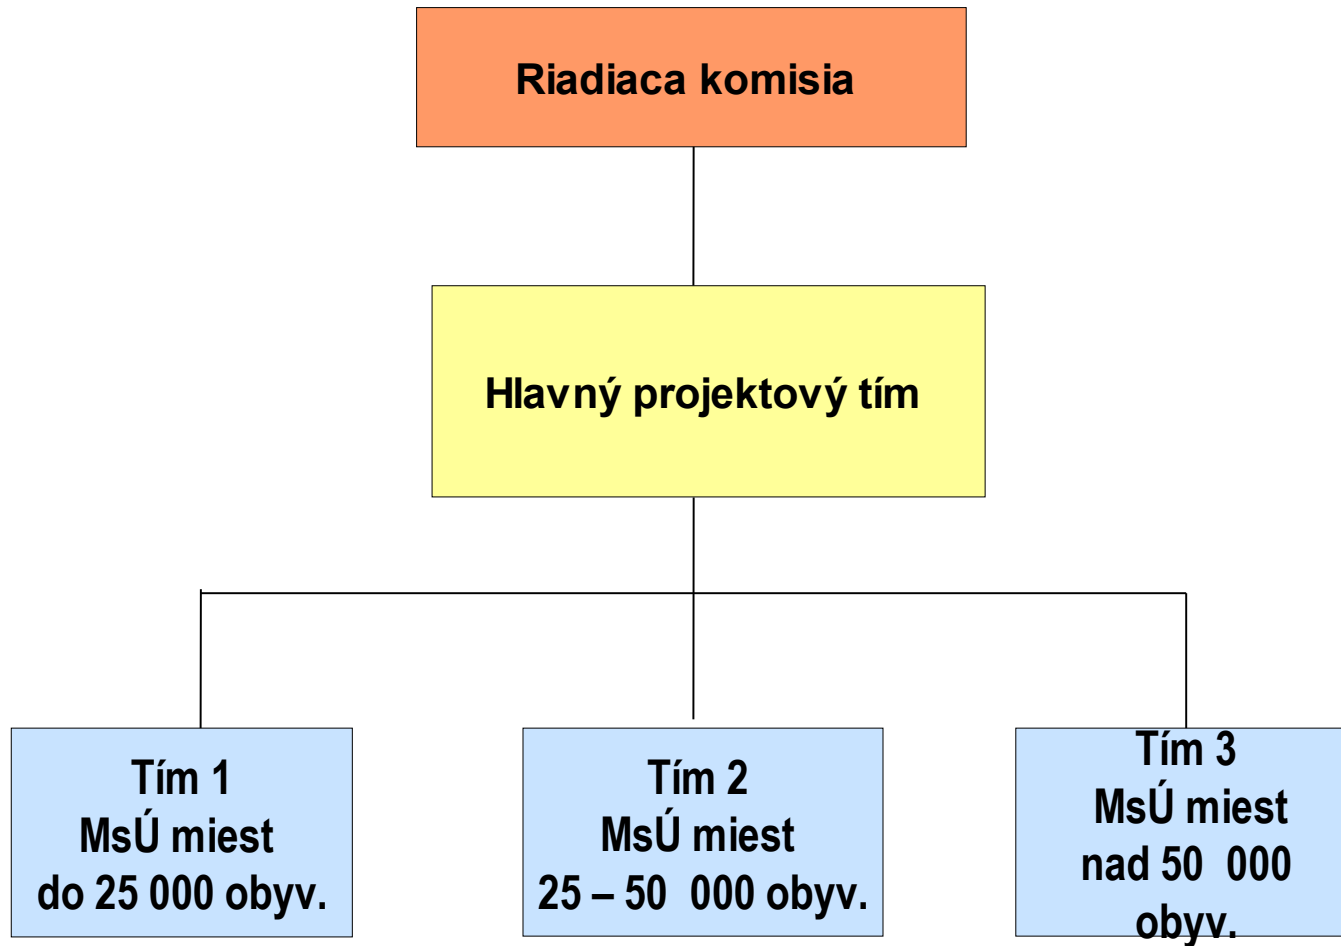 Riadiaca komisia
Hlavný projektový tím
Tím 1
MsÚ miest
do 25 000 obyv.
Tím 2
MsÚ miest
25 – 50 000 obyv.
Tím 3
MsÚ miest
nad 50 000
obyv.